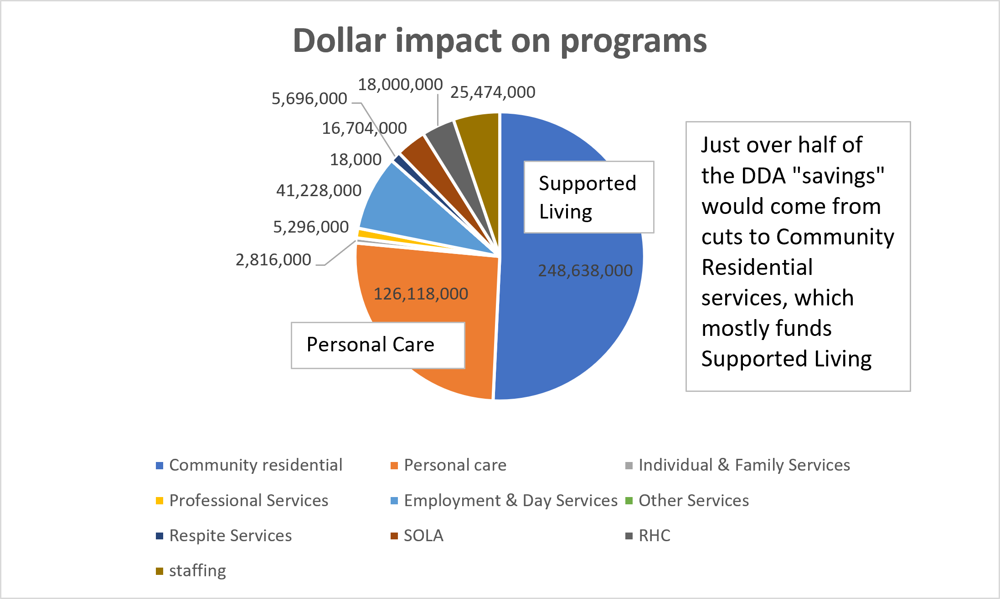 Dollar impact on programs
18,000,000
25,474,000
5,696,000
16,704,000
18,000
41,228,000
5,296,000
2,816,000
126,118,000
248,638,000
Supported
Living
Personal Care
Just over half of
the DDA "savings"
would come from
cuts to Community
Residential
services, which
mostly funds
Supported Living
Community residential
Personal care
Individual & Family Services
Professional Services
Employment & Day Services
Other Services
Respite Services
SOLA
RHC
staffing